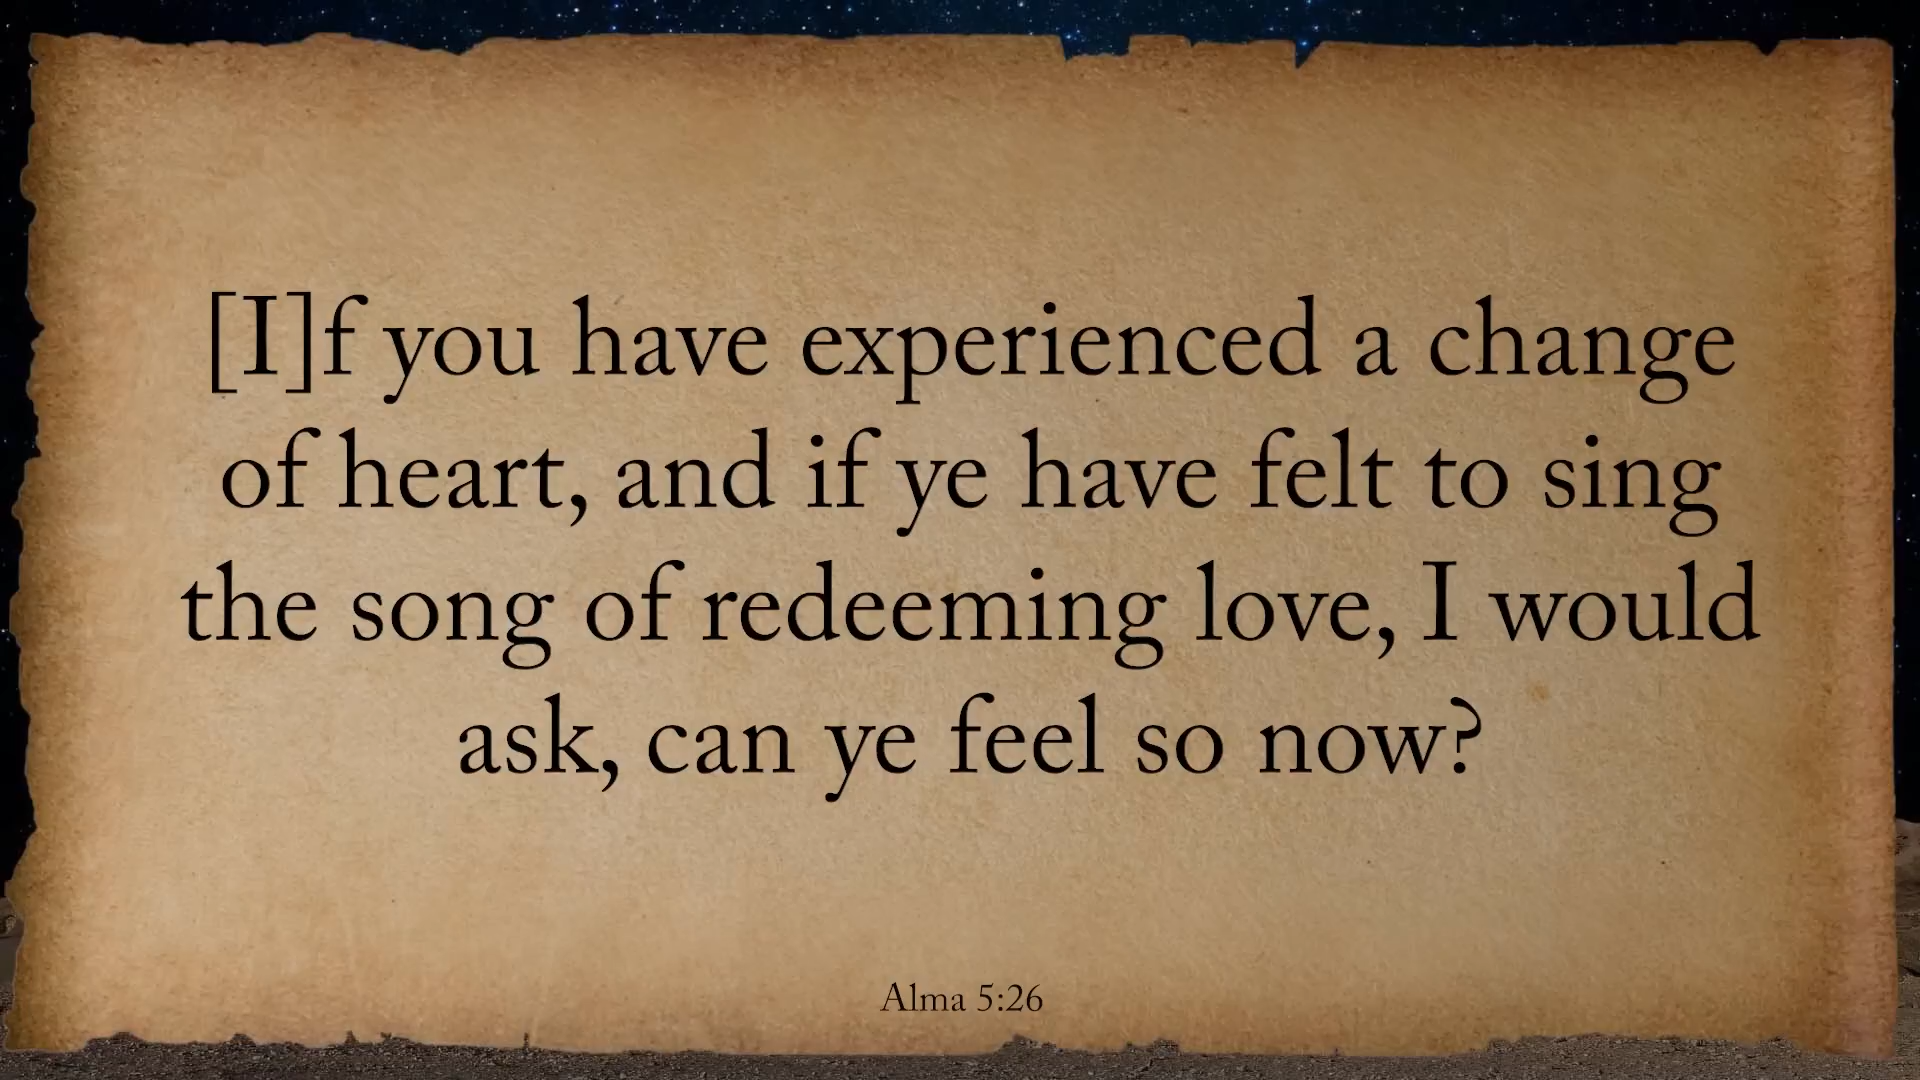 [I]f you have experienced a change
of heart, and if ye have felt to sing
the song of redeeming love, I would
ask, can ye feel so now?
Alma 5:26